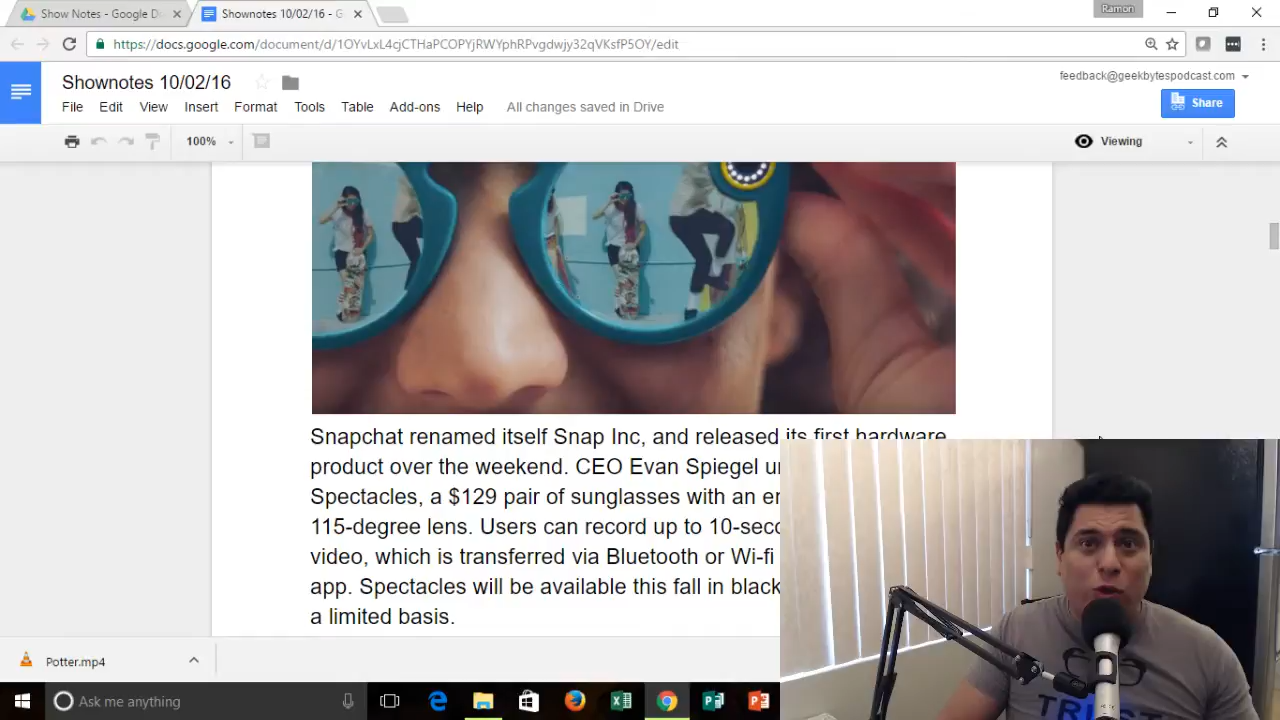 Show Notes - Google D
Shownotes 10/02/16 - G
Ramon
https://docs.google.com/document/d/1OYvLxL4cjCTHaPCOPYjRWYphRPvgdwjy32qVKsfP5OY/edit
Shownotes 10/02/16
feedback@geekbytespodcast.com
File Edit View Insert Format Tools Table Add-ons Help All changes saved in Drive
Share
100%
Viewing
Snapchat renamed itself Snap Inc, and released its first hardware
product over the weekend. CEO Evan Spiegel
Spectacles, a $129 pair of sunglasses with an
115-degree lens. Users can record up to
video, which is transferred via Bluetooth or Wi-fi
app. Spectacles will be available this fall in black
a limited basis.
Potter.mp4
TRUST
Ask me anything